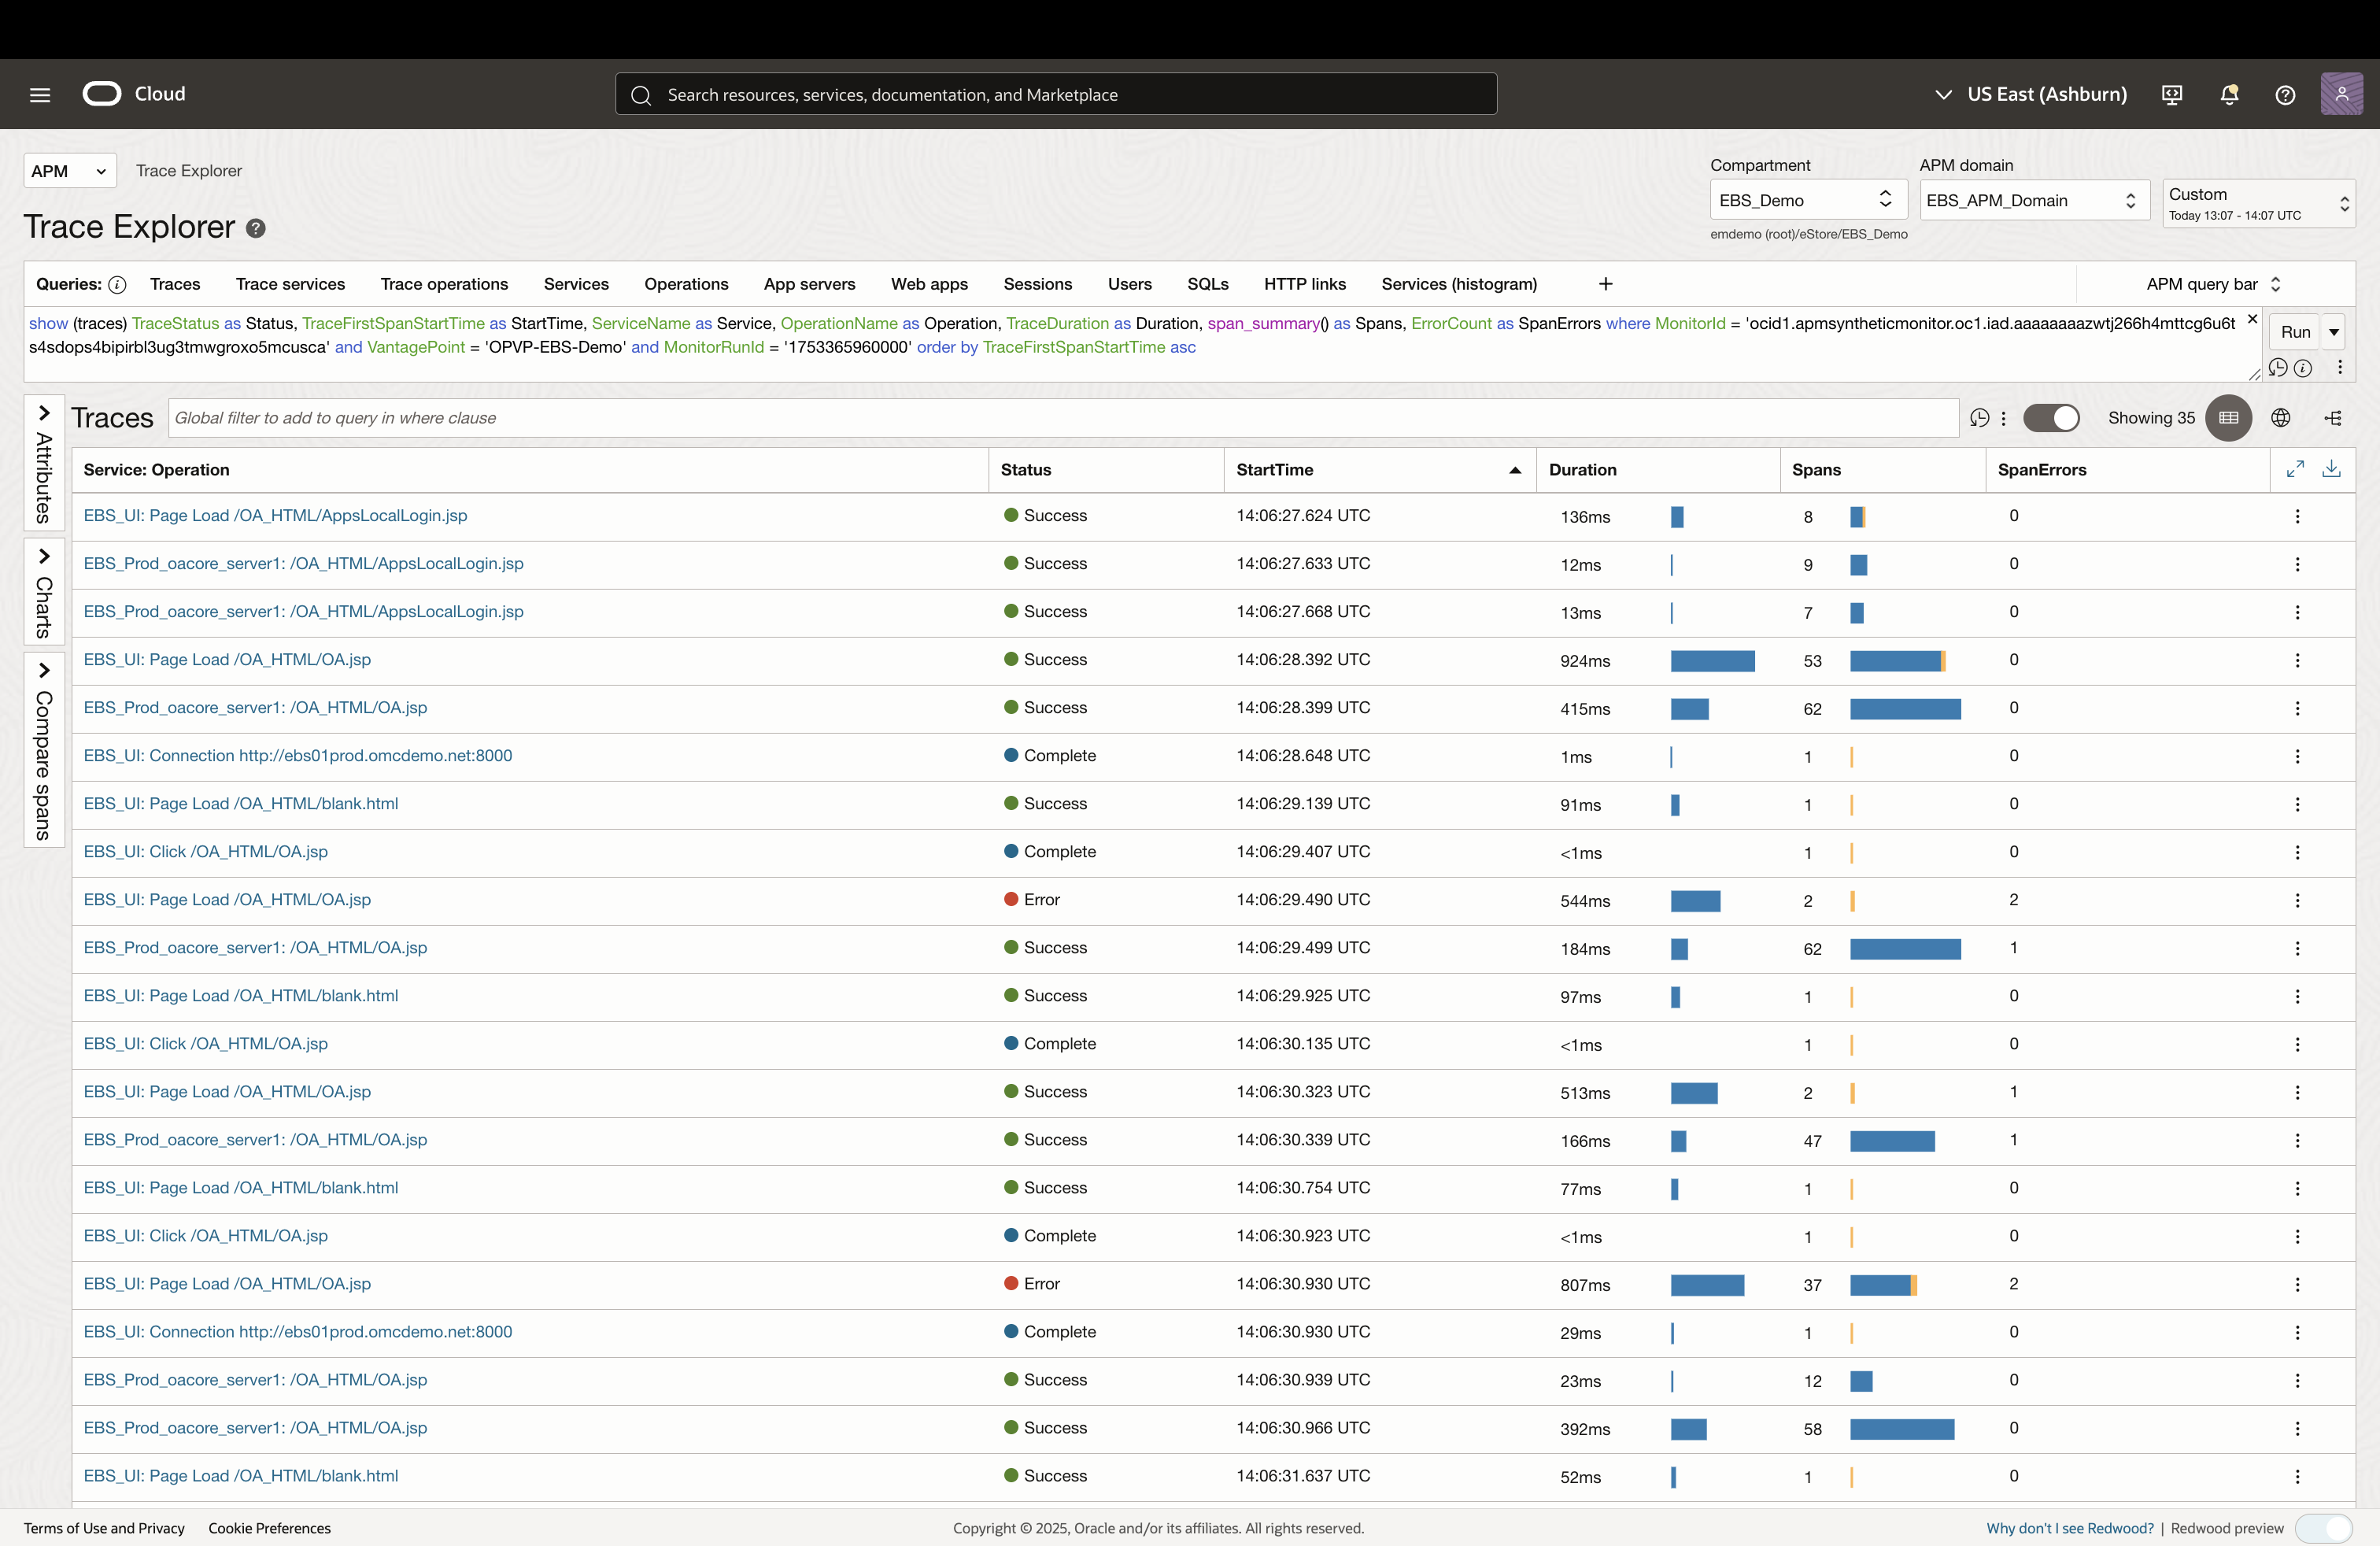 Cloud
Search resources, services, documentation, and Marketplace
US East (Ashburn)
APM
Trace Explorer
Compartment
APM domain
EBS_Demo
EBS_APM_Domain
Custom
Today 13:07 - 14:07 UTC
emdemo (root)/eStore/EBS_Demo
Trace Explorer
Queries: Traces Trace services Trace operations Services Operations App servers Web apps Sessions Users SQLs HTTP links Services (histogram) + APM query bar
show (traces) TraceStatus as Status, TraceFirstSpanStartTime as StartTime, ServiceName as Service, OperationName as Operation, TraceDuration as Duration, span_summary() as Spans, ErrorCount as SpanErrors where MonitorId = 'ocid1.apmsyntheticmonitor.oc1.iad.aaaaaaaazwtj266h4mttcg6u6t
s4sdops4bipirbl3ug3tmwgroxo5mcusca' and VantagePoint = 'OPVP-EBS-Demo' and MonitorRunId = '1753365960000' order by TraceFirstSpanStartTime asc
Run
Attributes
Charts
Compare spans
Traces
Global filter to add to query in where clause
Showing 35
Service: Operation Status StartTime Duration Spans SpanErrors
EBS_UI: Page Load /OA_HTML/AppsLocalLogin.jsp Success 14:06:27.624 UTC 136ms 8 0
EBS_Prod_oacore_server1: /OA_HTML/AppsLocalLogin.jsp Success 14:06:27.633 UTC 12ms 9 0
EBS_Prod_oacore_server1: /OA_HTML/AppsLocalLogin.jsp Success 14:06:27.668 UTC 13ms 7 0
EBS_UI: Page Load /OA_HTML/OA.jsp Success 14:06:28.392 UTC 924ms 53 0
EBS_Prod_oacore_server1: /OA_HTML/OA.jsp Success 14:06:28.399 UTC 415ms 62 0
EBS_UI: Connection http://ebs01prod.omcdemo.net:8000 Complete 14:06:28.648 UTC 1ms 1 0
EBS_UI: Page Load /OA_HTML/blank.html Success 14:06:29.139 UTC 91ms 1 0
EBS_UI: Click /OA_HTML/OA.jsp Complete 14:06:29.407 UTC <1ms 1 0
EBS_UI: Page Load /OA_HTML/OA.jsp Error 14:06:29.490 UTC 544ms 2 2
EBS_Prod_oacore_server1: /OA_HTML/OA.jsp Success 14:06:29.499 UTC 184ms 62 1
EBS_UI: Page Load /OA_HTML/blank.html Success 14:06:29.925 UTC 97ms 1 0
EBS_UI: Click /OA_HTML/OA.jsp Complete 14:06:30.135 UTC <1ms 1 0
EBS_UI: Page Load /OA_HTML/OA.jsp Success 14:06:30.323 UTC 513ms 2 1
EBS_Prod_oacore_server1: /OA_HTML/OA.jsp Success 14:06:30.339 UTC 166ms 47 1
EBS_UI: Page Load /OA_HTML/blank.html Success 14:06:30.754 UTC 77ms 1 0
EBS_UI: Click /OA_HTML/OA.jsp Complete 14:06:30.923 UTC <1ms 1 0
EBS_UI: Page Load /OA_HTML/OA.jsp Error 14:06:30.930 UTC 807ms 37 2
EBS_UI: Connection http://ebs01prod.omcdemo.net:8000 Complete 14:06:30.930 UTC 29ms 1 0
EBS_Prod_oacore_server1: /OA_HTML/OA.jsp Success 14:06:30.939 UTC 23ms 12 0
EBS_Prod_oacore_server1: /OA_HTML/OA.jsp Success 14:06:30.966 UTC 392ms 58 0
EBS_UI: Page Load /OA_HTML/blank.html Success 14:06:31.637 UTC 52ms 1 0
Terms of Use and Privacy Cookie Preferences Copyright © 2025, Oracle and/or its affiliates. All rights reserved. Why don't I see Redwood? | Redwood preview